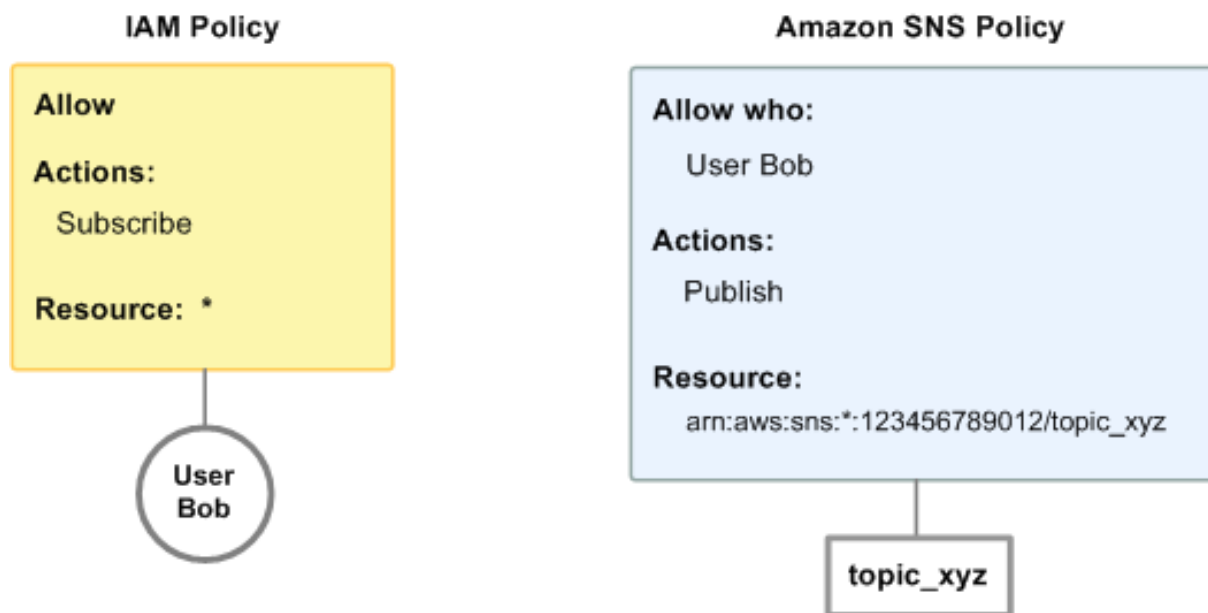 IAM Policy
Allow
Actions:
Subscribe
Resource: *
User
Bob
Amazon SNS Policy
Allow who:
User Bob
Actions:
Publish
Resource:
arn:aws:sns:*:123456789012/topic_xyz
topic_xyz